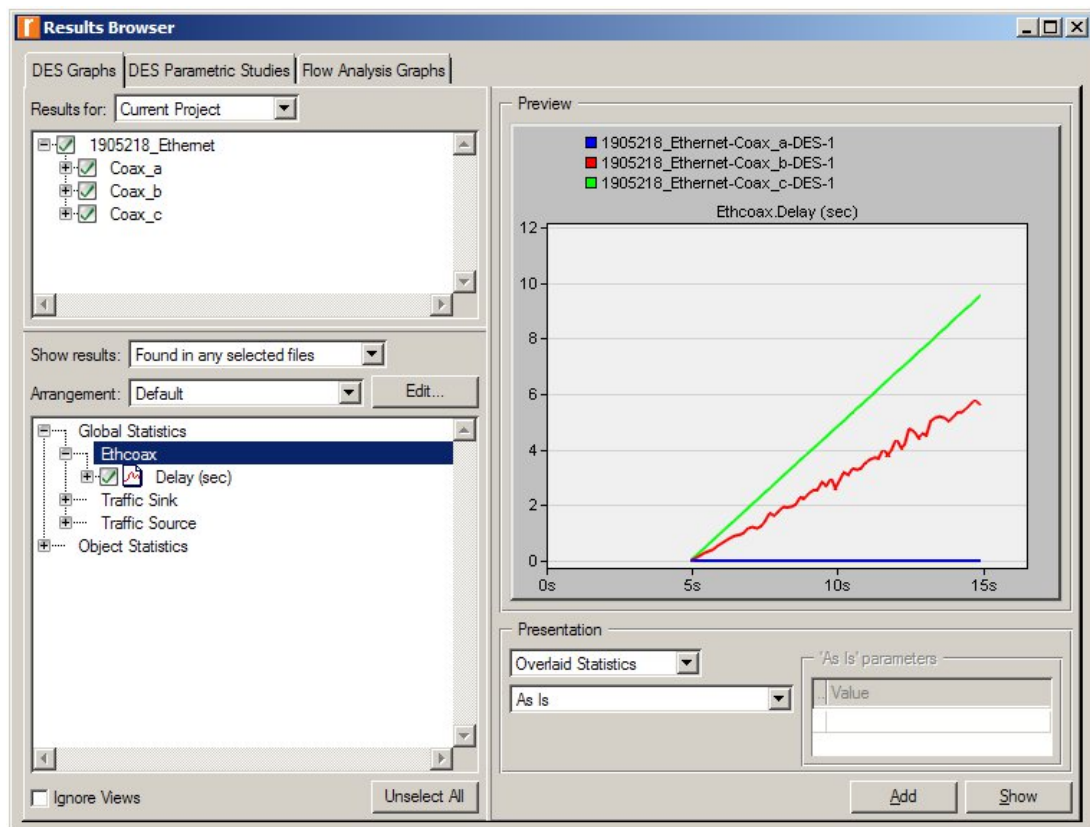 Results Browser
DES Graphs DES Parametric Studies Flow Analysis Graphs
Results for: Current Project
1905218_Ethernet
Coax_a
Coax_b
Coax_c
Show results: Found in any selected files
Arrangement: Default Edit...
Global Statistics
Ethcoax
Delay (sec)
Traffic Sink
Traffic Source
Object Statistics
Ignore Views Unselect All
Preview
1905218_Ethernet-Coax_a-DES-1
1905218_Ethernet-Coax_b-DES-1
1905218_Ethernet-Coax_c-DES-1
Ethcoax.Delay (sec)
12
10
8
6
4
2
0
0s 5s 10s 15s
Presentation
Overlaid Statistics
As Is
'As Is' parameters
... Value
Add Show